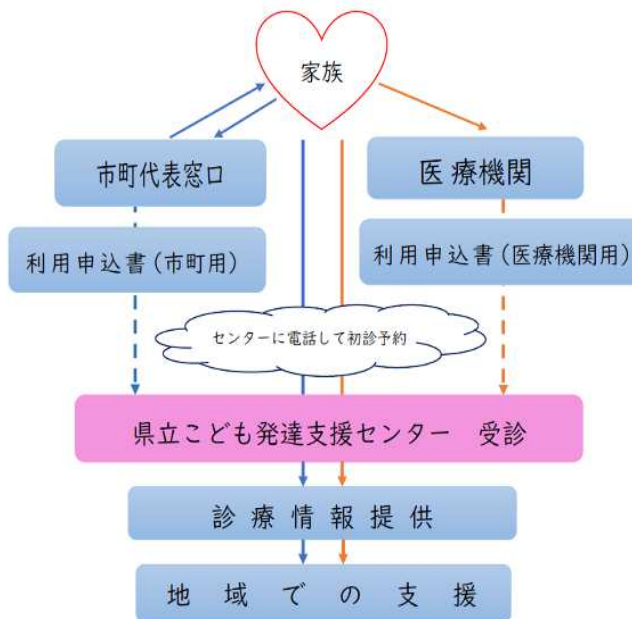 家族
市町代表窓口
医療機関
利用申込書(市町用)
利用申込書(医療機関用)
センターに電話して初診予約
県立こども発達支援センター 受診
診療情報提供
地域での支援